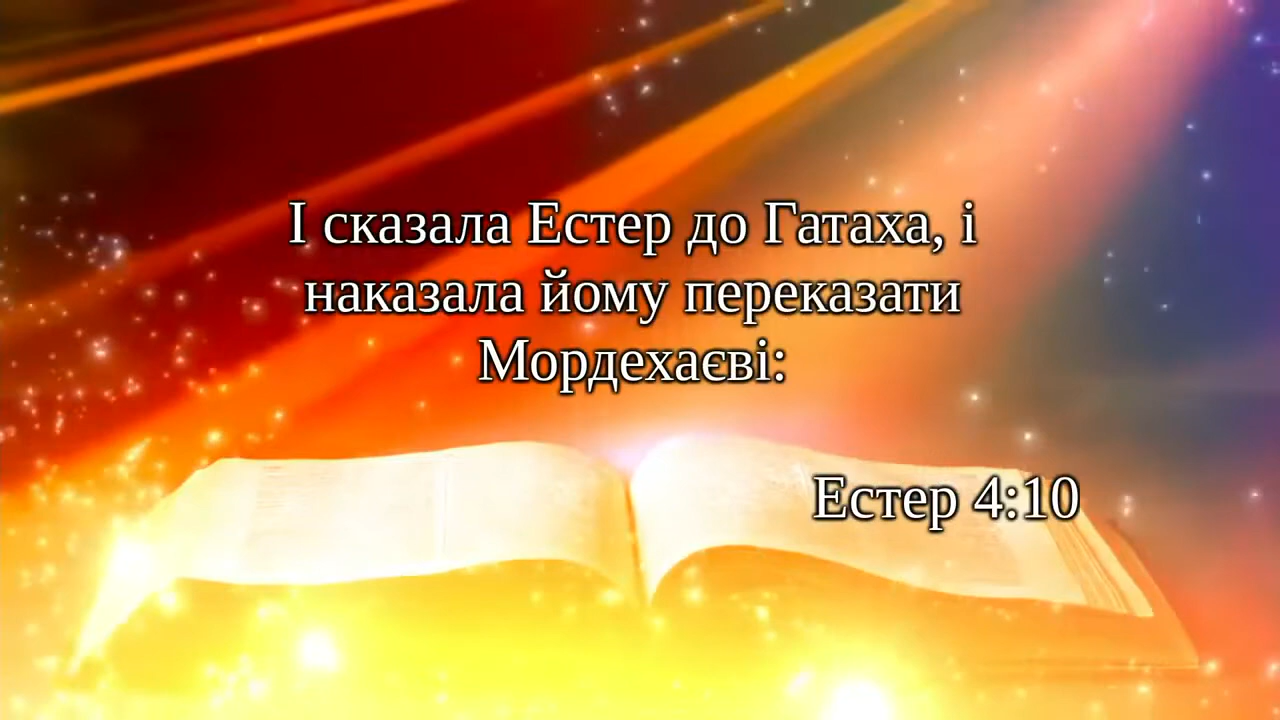 І сказала Естер до Гатаха, і
наказала йому переказати
Мордехаєві:
Естер 4:10